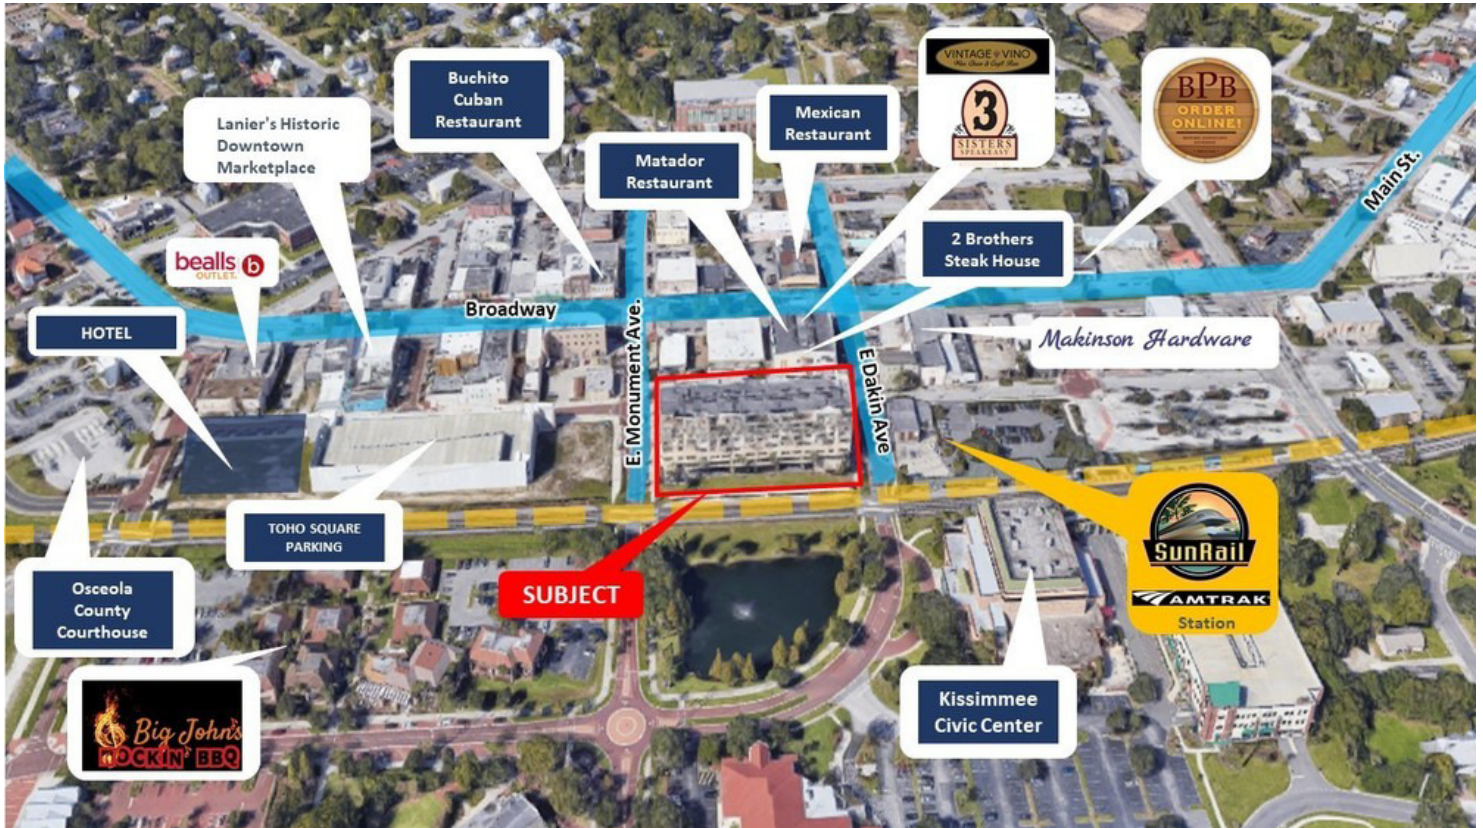 Buchito
Cuban
Restaurant
Lanier's Historic
Downtown
Marketplace
Matador
Restaurant
Mexican
Restaurant
VINTAGE VINO
3
SISTERS
SPEAKEASY
BPB
ORDER
ONLINE!
Main St.
2 Brothers
Steak House
bealls b
OUTLET.
HOTEL
Broadway
E. Monument Ave.
E Dakin Ave
Makinson Hardware
TOHO SQUARE
PARKING
SUBJECT
SunRail
AMTRAK
Station
Osceola
County
Courthouse
Big John's
ROCKIN' BBQ
Kissimmee
Civic Center